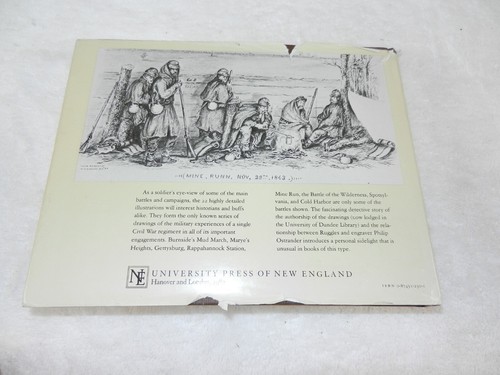 MINE, RUNN, NOV, 28TH, 1863
As a soldier's eye-view of some of the main
battles and campaigns, the 22 highly detailed
illustrations will interest historians and buffs
alike. They form the only known series of
drawings of the military experiences of a single
Civil War regiment in all of its important
engagements. Burnside's Mud March, Marye's
Heights, Gettysburg, Rappahannock Station,
Mine Run, the Battle of the Wilderness, Spotsyl-
vania, and Cold Harbor are only some of the
battles shown. The fascinating detective story of
the authorship of the drawings (now lodged in
the University of Dundee Library) and the re-
lationship between Ruggles and engraver Philip
Ostrander introduces a personal sidelight that is
unusual in books of this type.
NE
UNIVERSITY PRESS OF NEW ENGLAND
Hanover and London
ISBN